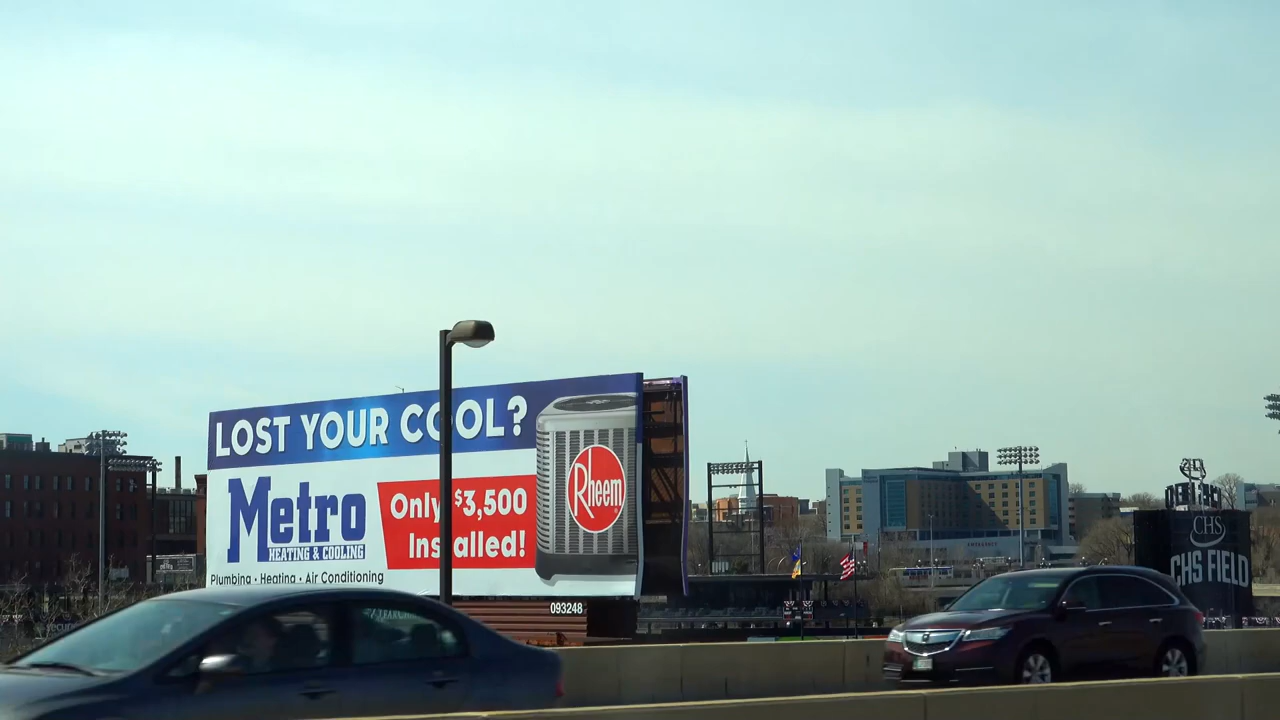 LOST YOUR COOL?
Metro
HEATING & COOLING
Plumbing · Heating · Air Conditioning
Only $3,500
Installed!
Rheem
093248
CHS
CHS FIELD